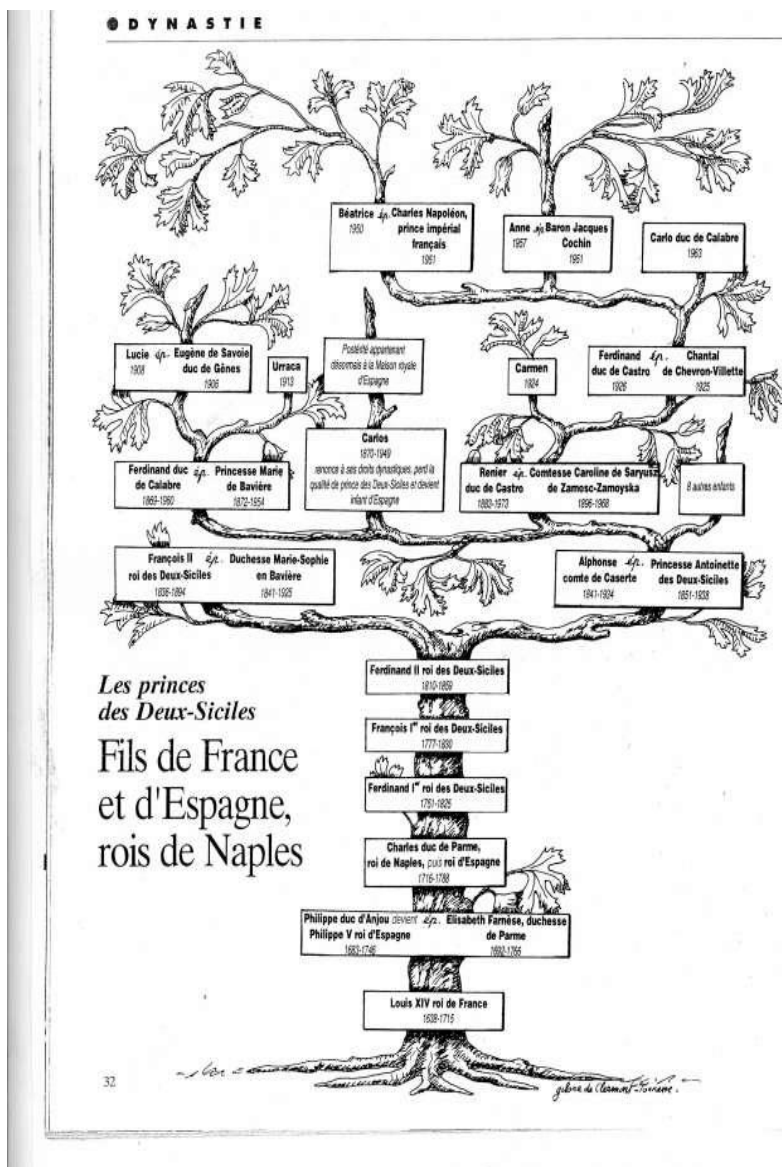 DYNASTIE
Béatrice ép. Charles Napoléon,
1950 prince impérial
français
1951
Anne ép. Baron Jacques
1957 Cochin
1951
Carlo duc de Calabre
1963
Lucie ép. Eugène de Savoie
1908 duc de Gênes
1906
Urraca
1913
Postérité appartenant
désormais à la Maison royale
d'Espagne
Carmen
1924
Ferdinand ép. Chantal
duc de Castro de Chevron-Villette
1926 1925
Ferdinand duc ép. Princesse Marie
de Calabre de Bavière
1869-1960 1872-1954
Carlos
1870-1949
renonce à ses droits dynastiques, perd la
qualité de prince des Deux-Siciles et devient
infant d'Espagne
Renier ép. Comtesse Caroline de Saryusz
duc de Castro de Zamosc-Zamoyska
1883-1973 1896-1968
8 autres enfants
François II ép. Duchesse Marie-Sophie
roi des Deux-Siciles en Bavière
1836-1894 1841-1925
Alphonse ép. Princesse Antoinette
comte de Caserte des Deux-Siciles
1841-1934 1851-1938
Ferdinand II roi des Deux-Siciles
1810-1859
François Iᵉʳ roi des Deux-Siciles
1777-1830
Ferdinand Iᵉʳ roi des Deux-Siciles
1751-1825
Charles duc de Parme,
roi de Naples, puis roi d'Espagne
1716-1788
Philippe duc d'Anjou devient ép. Elisabeth Farnèse, duchesse
Philippe V roi d'Espagne de Parme
1683-1746 1692-1766
Louis XIV roi de France
1638-1715
Les princes
des Deux-Siciles
Fils de France
et d'Espagne,
rois de Naples
32
de Clermont-Tonnerre